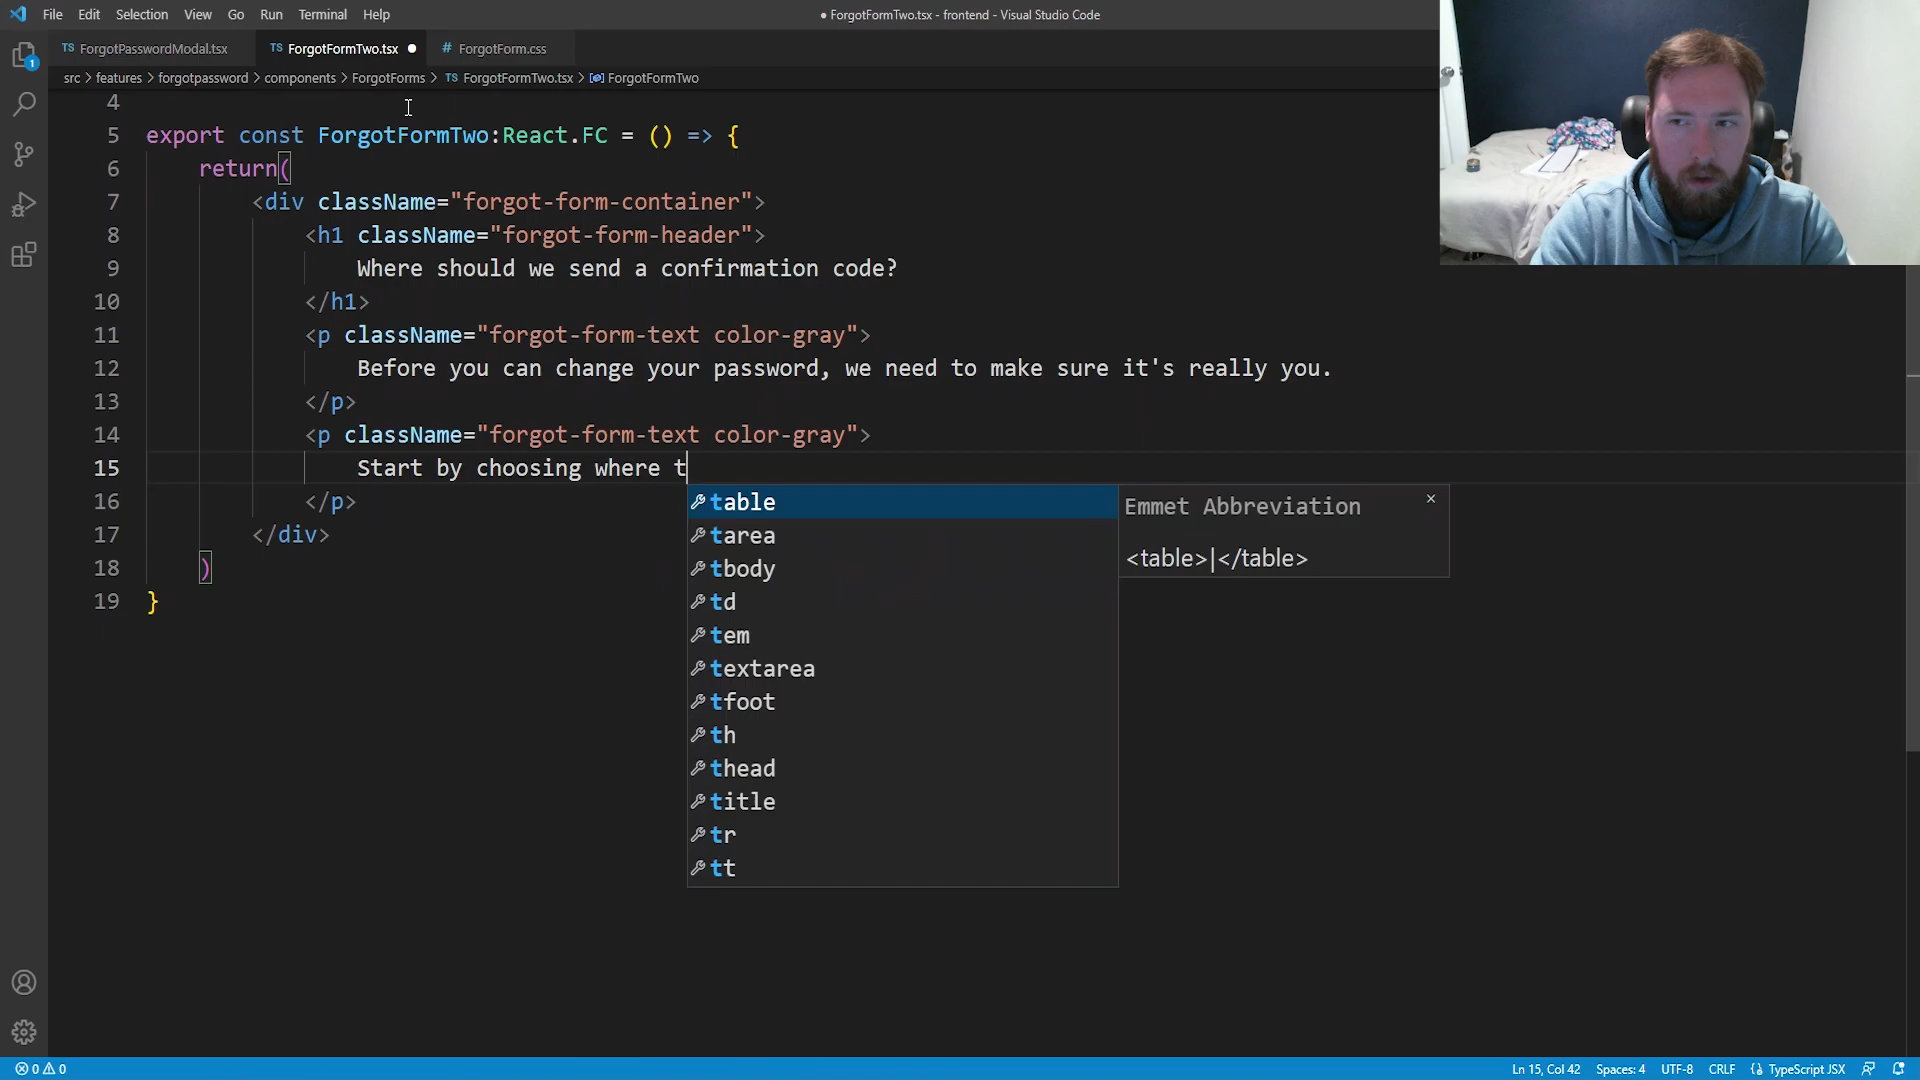 File Edit Selection View Go Run Terminal Help
● ForgotFormTwo.tsx - frontend - Visual Studio Code
TS ForgotPasswordModal.tsx
TS ForgotFormTwo.tsx ●
# ForgotForm.css
src > features > forgotpassword > components > ForgotForms > TS ForgotFormTwo.tsx > ForgotFormTwo
1
4
5 export const ForgotFormTwo:React.FC = () => {
6 return(
7 <div className="forgot-form-container">
8 <h1 className="forgot-form-header">
9 Where should we send a confirmation code?
10 </h1>
11 <p className="forgot-form-text color-gray">
12 Before you can change your password, we need to make sure it's really you.
13 </p>
14 <p className="forgot-form-text color-gray">
15 Start by choosing where t
16 </p>
17 </div>
18 )
19 }
table
tarea
tbody
td
tem
textarea
tfoot
th
thead
title
tr
tt
Emmet Abbreviation ×
<table>|</table>
0 0
Ln 15, Col 42 Spaces: 4 UTF-8 CRLF {} TypeScript JSX